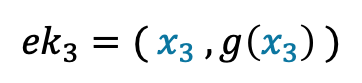 ek₃ = ( x₃ , g(x₃) )